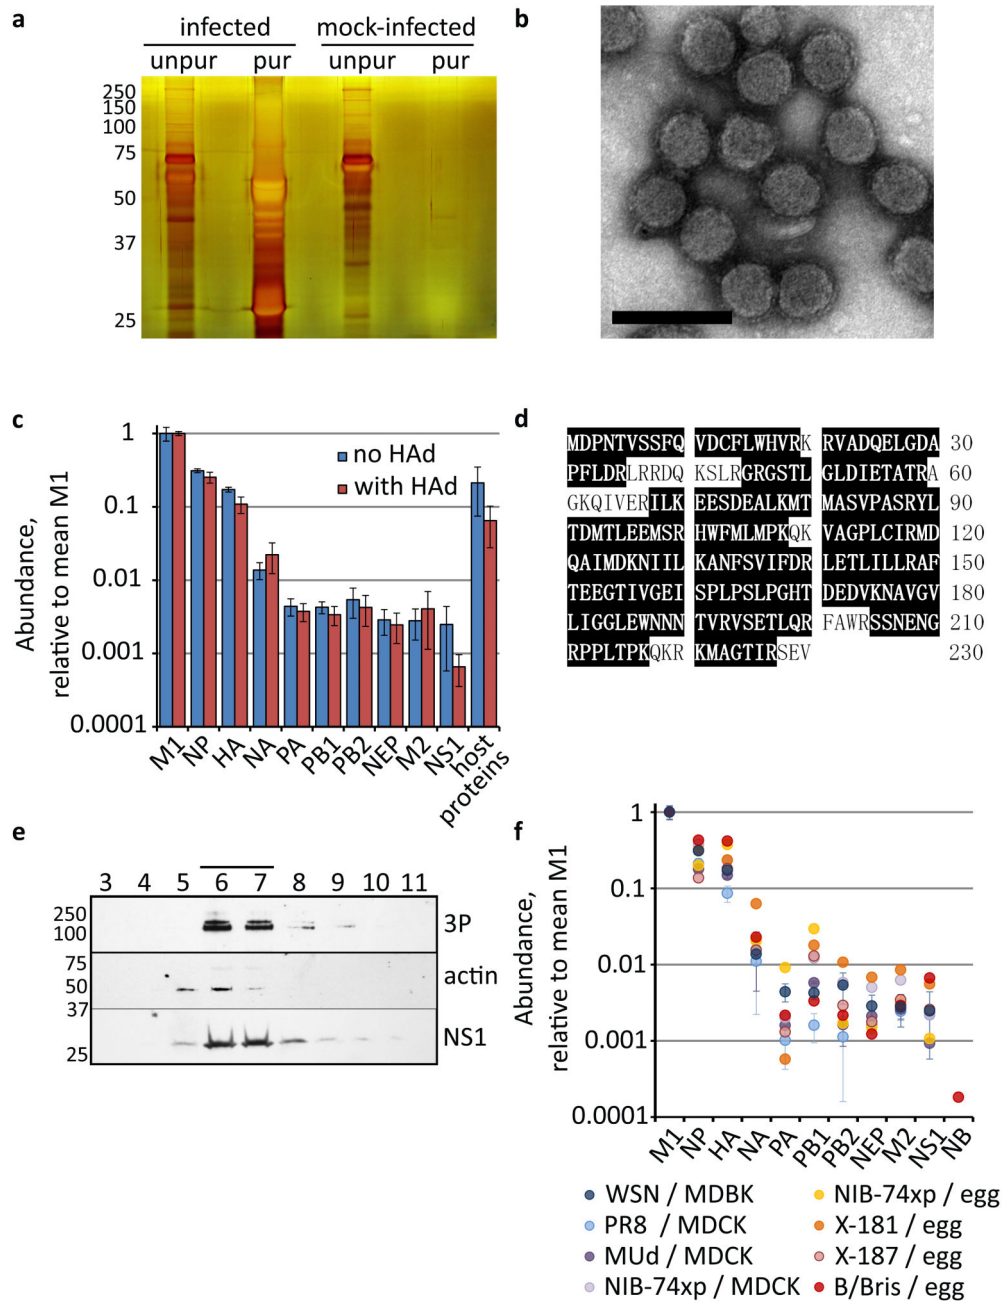 a
infected mock-infected
unpur pur unpur pur
250
150
100
75
50
37
25
b
c
Abundance,
relative to mean M1
1
0.1
0.01
0.001
0.0001
no HAd
with HAd
M1 NP HA NA PA PB1 PB2 NEP M2 NS1 host proteins
d
MDPNTVSSFQ VDCFLWHVRK RVADQELGDA 30
PFLDRLRRDQ KSLRGRGSTL GLDIETATRA 60
GKQIVERILK EESDEALKMT MASVPASRYL 90
TDMTLEEMSR HWFMLMPKQK VAGPLCIRMD 120
QAIMDKNIIL KANFSVIFDR LETLILLRAF 150
TEEGTIVGEI SPLPSLPGHT DEDVKNAVGV 180
LIGGLEWNNN TVRVSETLQR FAWRSSNENG 210
RPPLTPKQKR KMAGTIRSEV 230
e
3 4 5 6 7 8 9 10 11
250
100
3P
75
50
37
actin
25
NS1
f
Abundance,
relative to mean M1
1
0.1
0.01
0.001
0.0001
M1 NP HA NA PA PB1 PB2 NEP M2 NS1 NB
WSN / MDBK
PR8 / MDCK
MUd / MDCK
NIB-74xp / MDCK
NIB-74xp / egg
X-181 / egg
X-187 / egg
B/Bris / egg